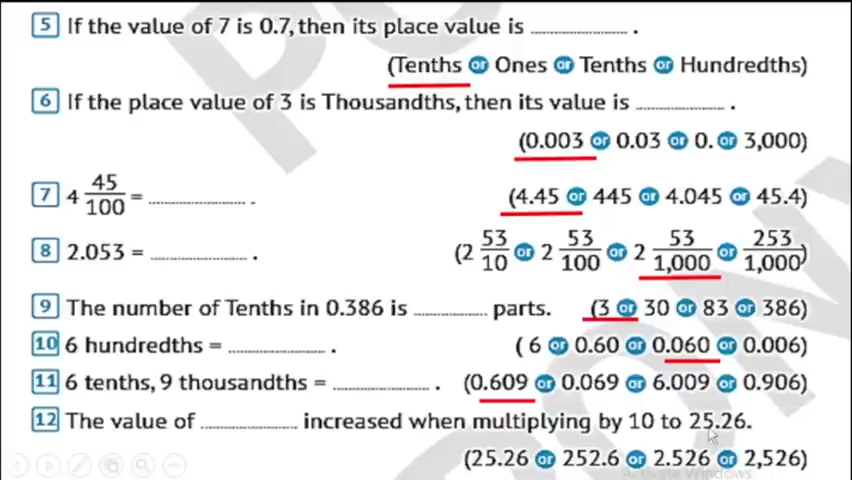 5 If the value of 7 is 0.7, then its place value is ............ .
(Tenths or Ones or Tenths or Hundredths)
6 If the place value of 3 is Thousandths, then its value is ............ .
(0.003 or 0.03 or 0. or 3,000)
7 4 45/100 = ............ .
(4.45 or 445 or 4.045 or 45.4)
8 2.053 = ............ .
(2 53/10 or 2 53/100 or 2 53/1,000 or 253/1,000)
9 The number of Tenths in 0.386 is ............ parts. (3 or 30 or 83 or 386)
10 6 hundredths = ............ . ( 6 or 0.60 or 0.060 or 0.006)
11 6 tenths, 9 thousandths = ............ . (0.609 or 0.069 or 6.009 or 0.906)
12 The value of ............ increased when multiplying by 10 to 25.26.
(25.26 or 252.6 or 2.526 or 2,526)